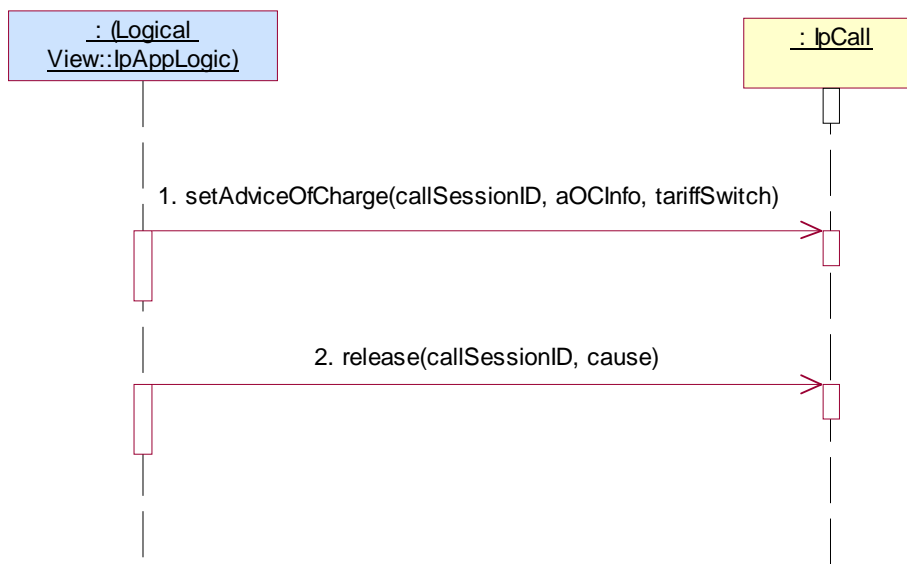 : (Logical
View::IpAppLogic)
: IpCall
1. setAdviceOfCharge(callSessionID, aOCInfo, tariffSwitch)
2. release(callSessionID, cause)